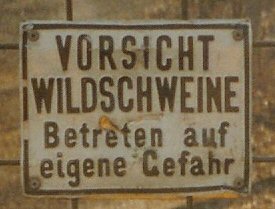 VORSICHT
WILDSCHWEINE
Betreten auf
eigene Gefahr